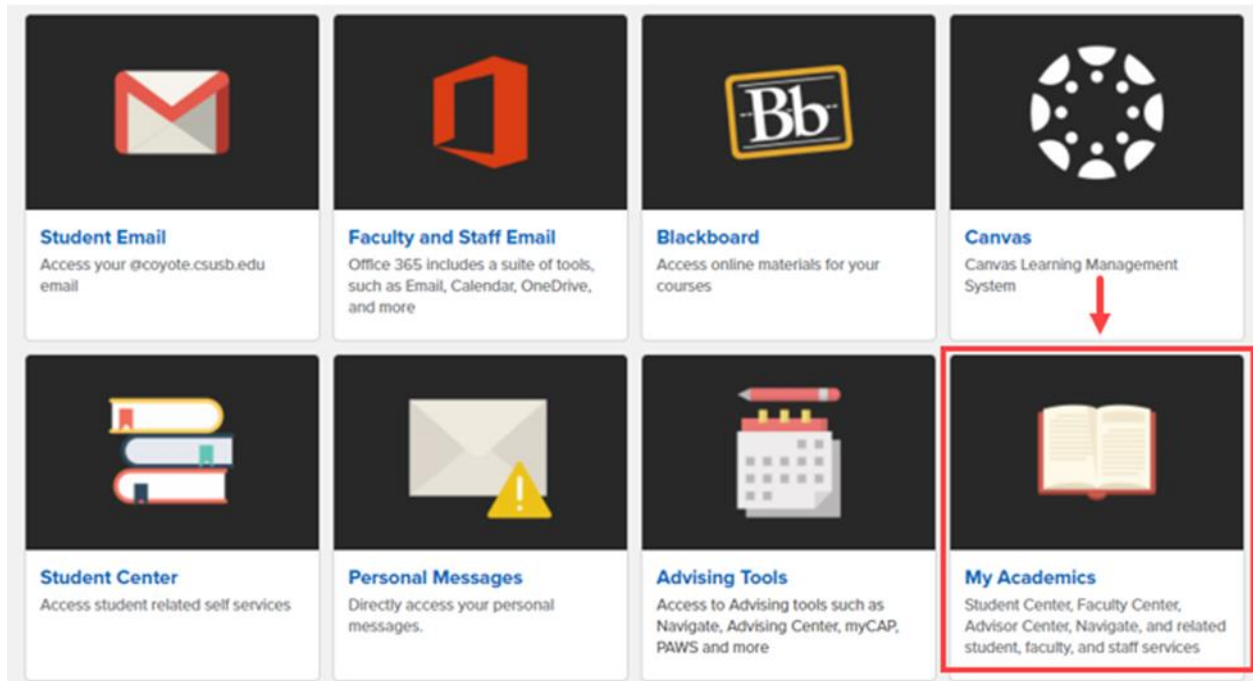 Bb
Student Email
Access your @coyote.csusb.edu
email
Faculty and Staff Email
Office 365 includes a suite of tools,
such as Email, Calendar, OneDrive,
and more
Blackboard
Access online materials for your
courses
Canvas
Canvas Learning Management
System
Student Center
Access student related self services
Personal Messages
Directly access your personal
messages.
Advising Tools
Access to Advising tools such as
Navigate, Advising Center, myCAP,
PAWS and more
My Academics
Student Center, Faculty Center,
Advisor Center, Navigate, and related
student, faculty, and staff services